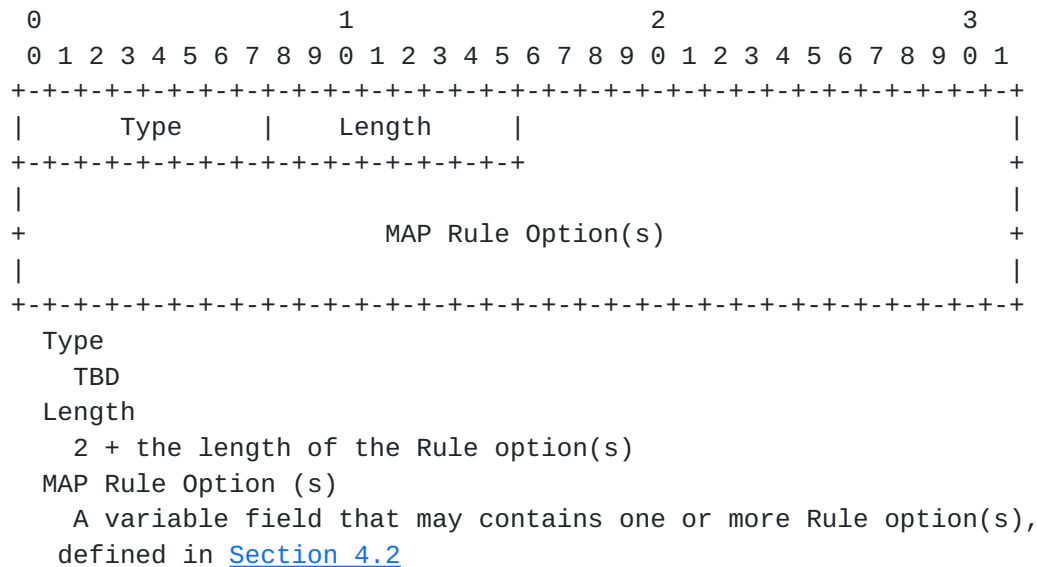 0                   1                   2                   3
 0 1 2 3 4 5 6 7 8 9 0 1 2 3 4 5 6 7 8 9 0 1 2 3 4 5 6 7 8 9 0 1
+-+-+-+-+-+-+-+-+-+-+-+-+-+-+-+-+-+-+-+-+-+-+-+-+-+-+-+-+-+-+-+-+
|      Type     |    Length     |                               |
+-+-+-+-+-+-+-+-+-+-+-+-+-+-+-+-+                               +
|                                                               |
+                       MAP Rule Option(s)                      +
|                                                               |
+-+-+-+-+-+-+-+-+-+-+-+-+-+-+-+-+-+-+-+-+-+-+-+-+-+-+-+-+-+-+-+-+
  Type
    TBD
  Length
    2 + the length of the Rule option(s)
  MAP Rule Option (s)
    A variable field that may contains one or more Rule option(s),
   defined in Section 4.2